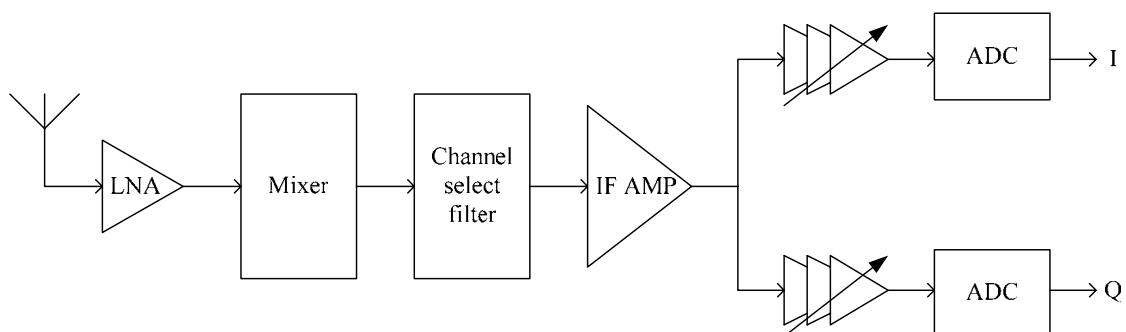 ADC
I
LNA
Mixer
Channel
select
filter
IF AMP
ADC
Q